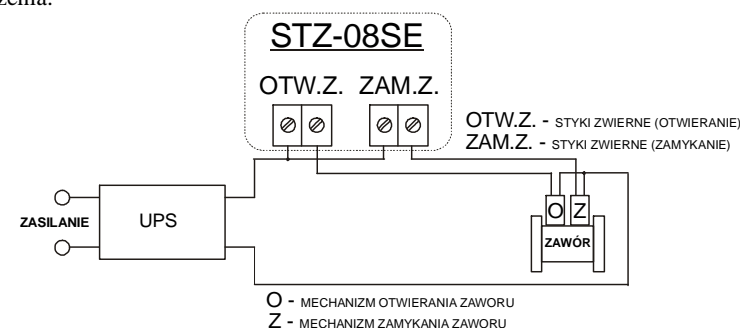 STZ-08SE
OTW.Z. ZAM.Z.
OTW.Z. - STYKI ZWIERNE (OTWIERANIE)
ZAM.Z. - STYKI ZWIERNE (ZAMYKANIE)
ZASILANIE
UPS
O Z
ZAWÓR
O - MECHANIZM OTWIERANIA ZAWORU
Z - MECHANIZM ZAMYKANIA ZAWORU